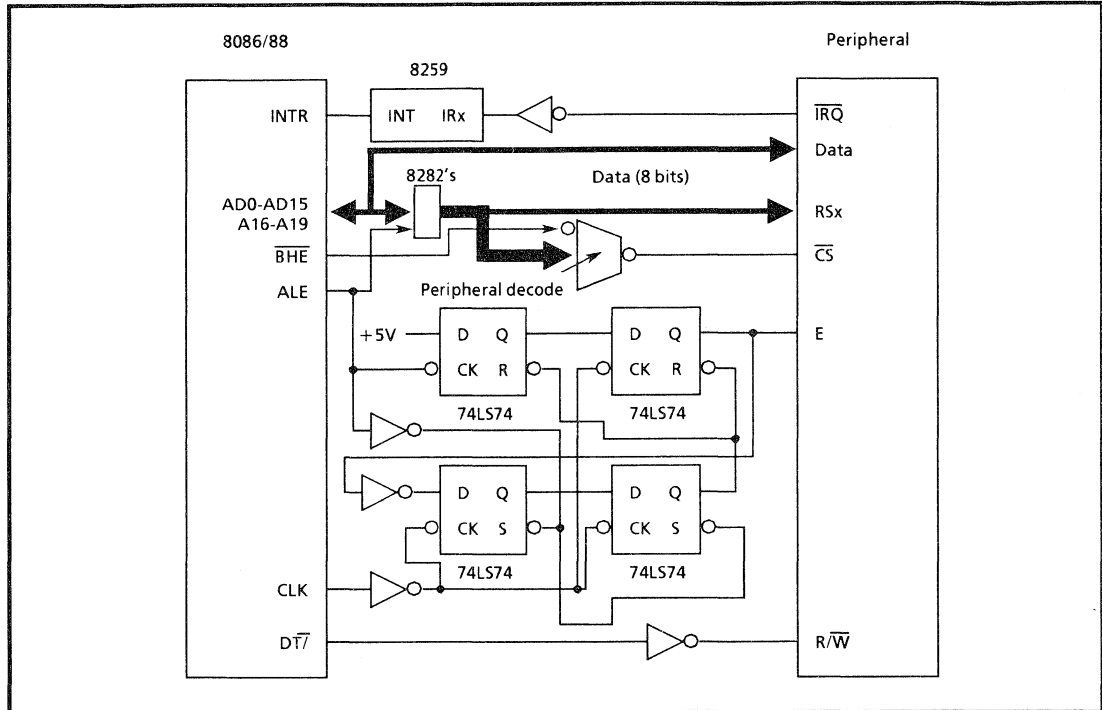 8086/88
Peripheral
8259
INTR
INT IRx
IRQ
Data
8282's
Data (8 bits)
AD0-AD15
A16-A19
RSx
BHE
CS
ALE
Peripheral decode
+5V
D Q
D Q
E
CK R
CK R
74LS74
74LS74
D Q
D Q
CK S
CK S
74LS74
74LS74
CLK
DT/
R/W